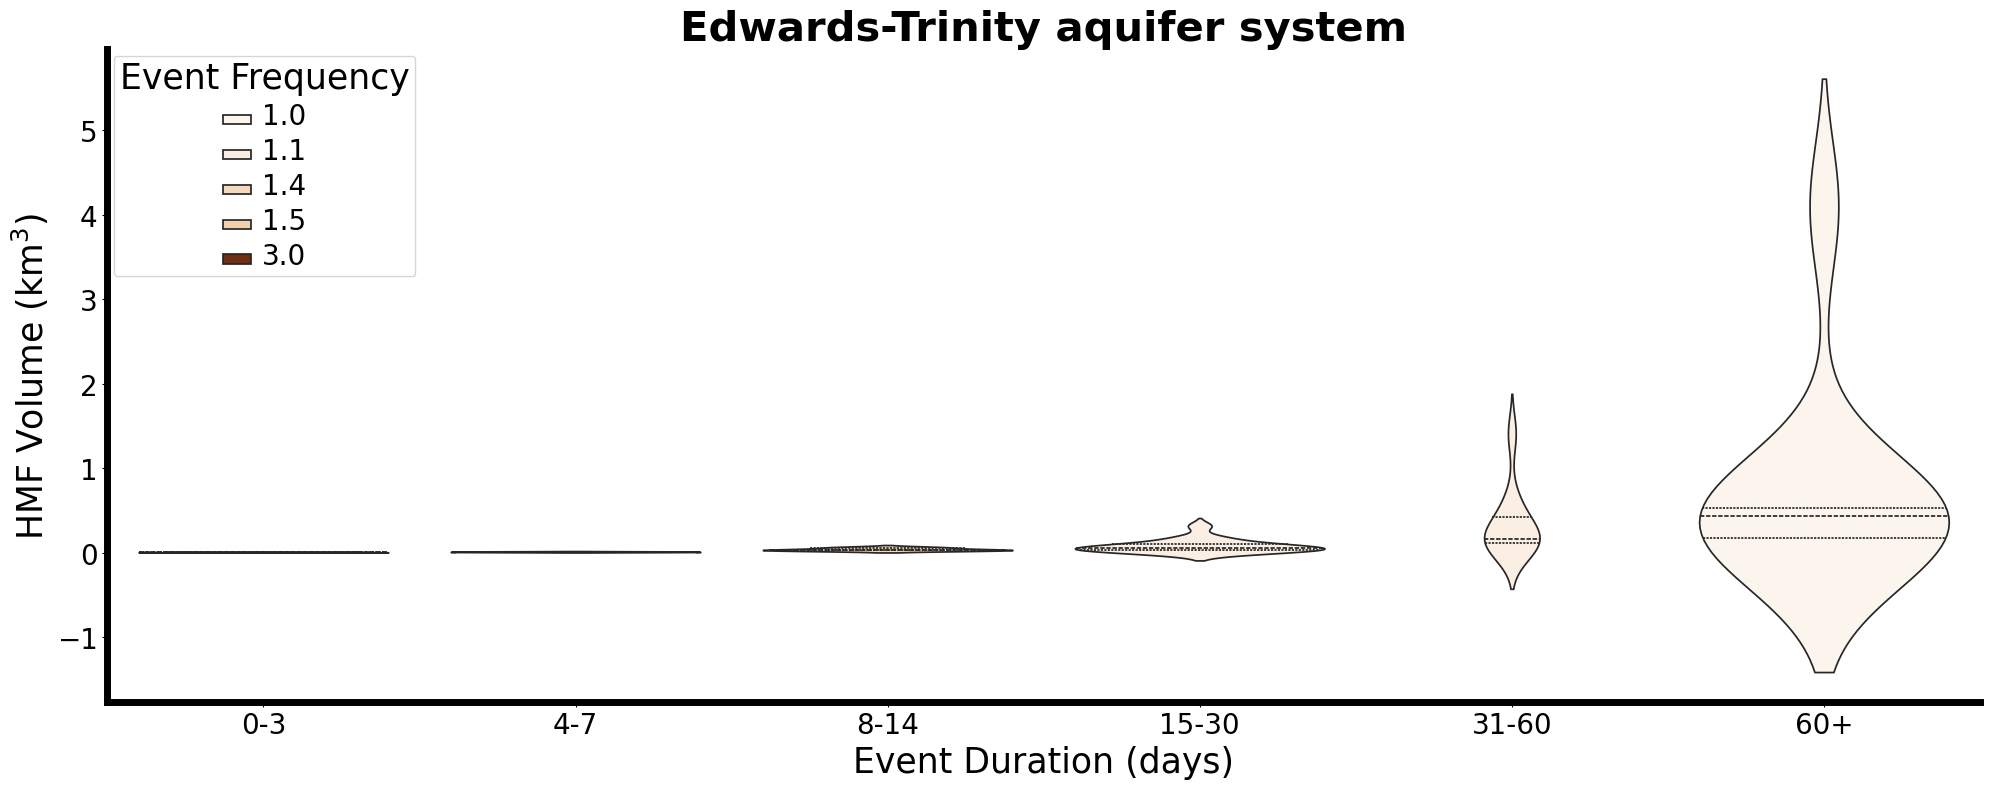 Edwards-Trinity aquifer system
Event Frequency
1.0
1.1
1.4
1.5
3.0
HMF Volume (km³)
5
4
3
2
1
0
−1
0-3 4-7 8-14 15-30 31-60 60+
Event Duration (days)